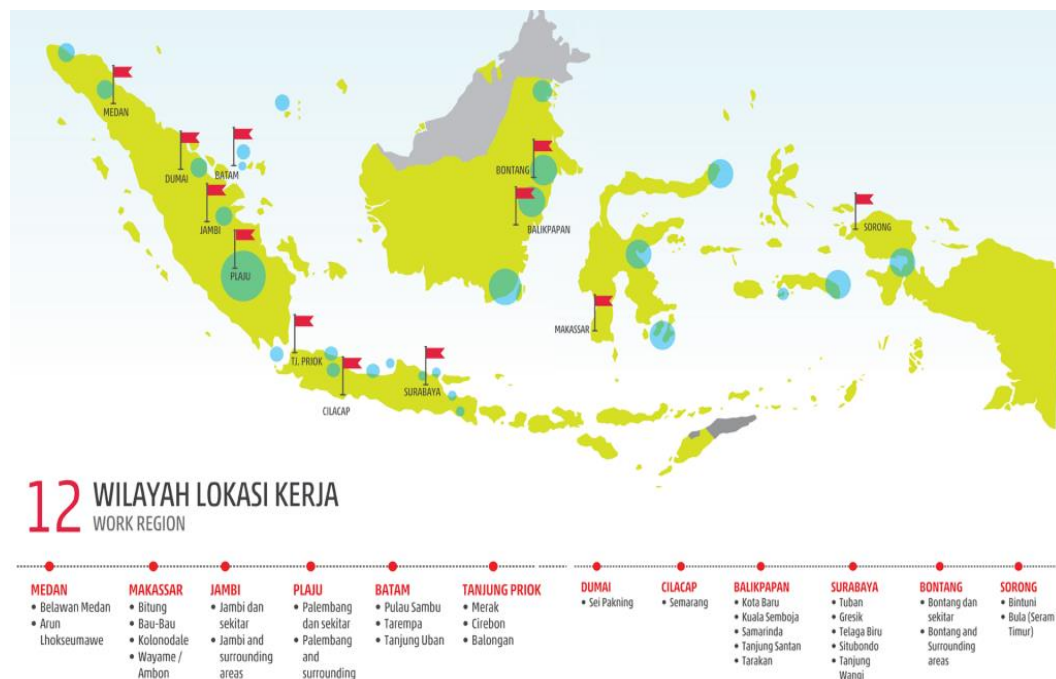 MEDAN
DUMAI
BATAM
JAMBI
PLAJU
TJ. PRIOK
CILACAP
SURABAYA
BONTANG
BALIKPAPAN
MAKASSAR
SORONG
12 WILAYAH LOKASI KERJA
WORK REGION
MEDAN
• Belawan Medan
• Arun
Lhokseumawe
MAKASSAR
• Bitung
• Bau-Bau
• Kolonodale
• Wayame /
Ambon
JAMBI
• Jambi dan
sekitar
• Jambi and
surrounding
areas
PLAJU
• Palembang
dan sekitar
• Palembang
and
surrounding
BATAM
• Pulau Sambu
• Tarempa
• Tanjung Uban
TANJUNG PRIOK
• Merak
• Cirebon
• Balongan
DUMAI
• Sei Pakning
CILACAP
• Semarang
BALIKPAPAN
• Kota Baru
• Kuala Semboja
• Samarinda
• Tanjung Santan
• Tarakan
SURABAYA
• Tuban
• Gresik
• Telaga Biru
• Situbondo
• Tanjung
Wangi
BONTANG
• Bontang dan
sekitar
• Bontang and
Surrounding
areas
SORONG
• Bintuni
• Bula (Seram
Timur)